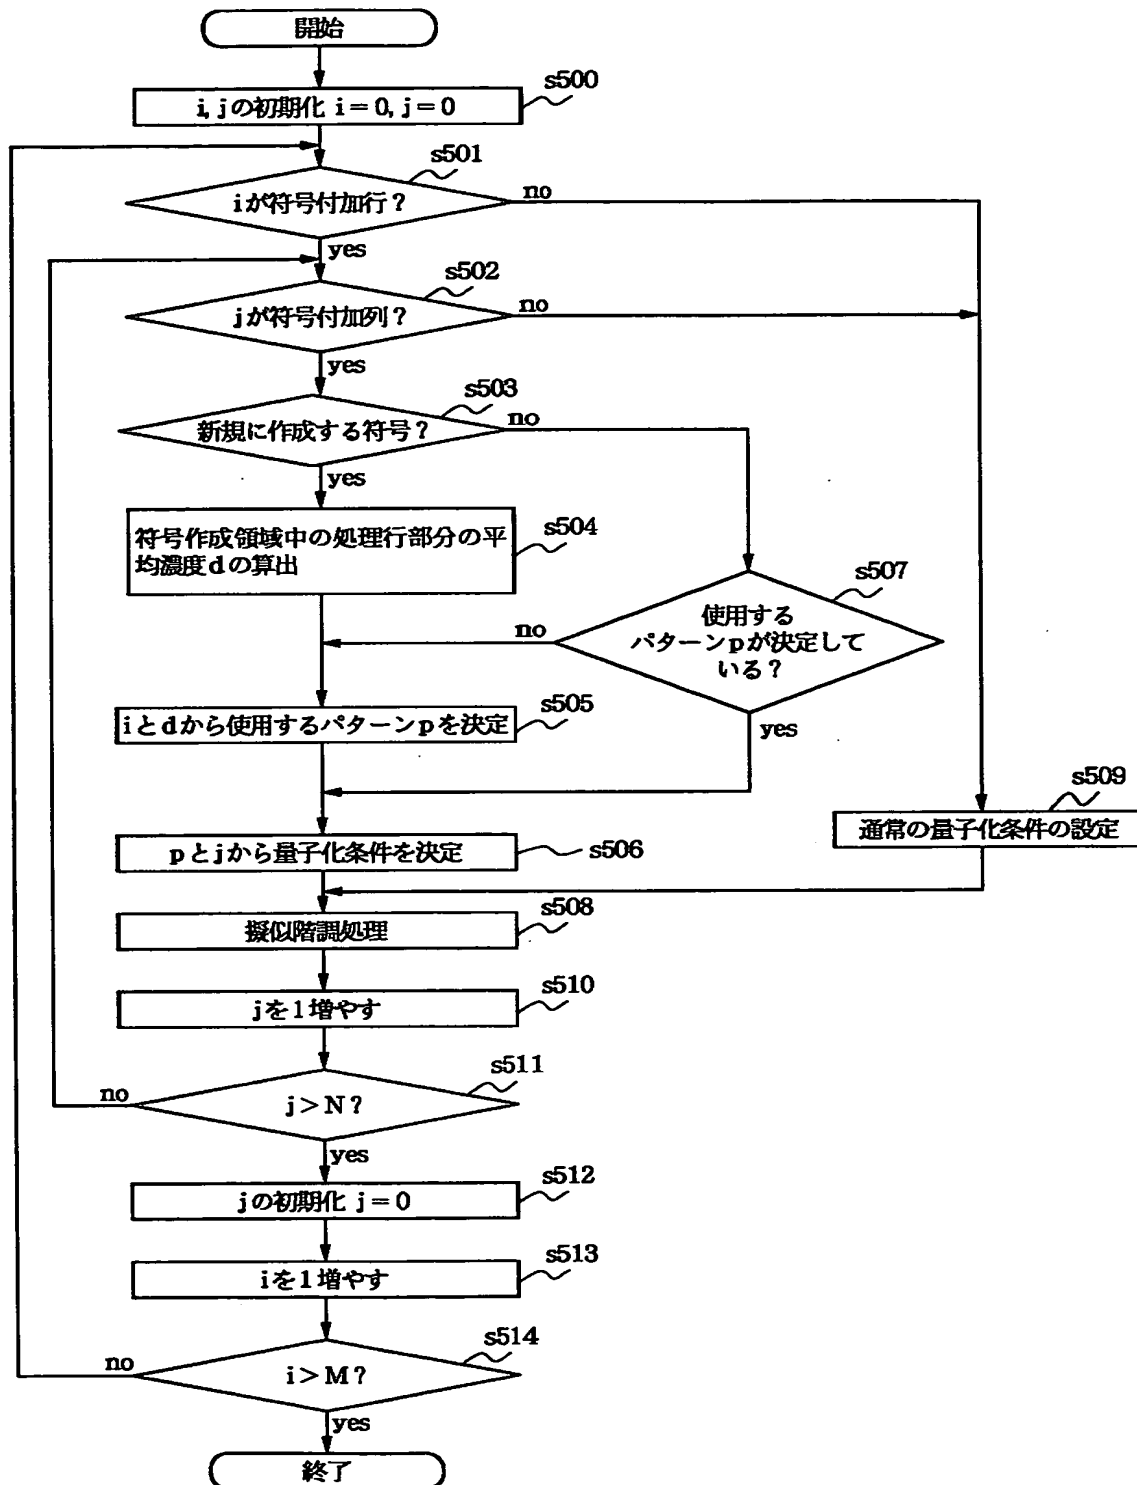 開始
s500
i,jの初期化 i=0,j=0
s501
iが符号付加行?
no
yes
s502
jが符号付加列?
no
yes
s503
新規に作成する符号?
no
yes
s504
符号作成領域中の処理行部分の平
均濃度dの算出
s507
使用する
パターンpが決定して
いる?
no
yes
s505
iとdから使用するパターンpを決定
s509
通常の量子化条件の設定
pとjから量子化条件を決定
s506
s508
擬似階調処理
s510
jを1増やす
s511
j>N?
no
yes
s512
jの初期化 j=0
s513
iを1増やす
s514
i>M?
no
yes
終了